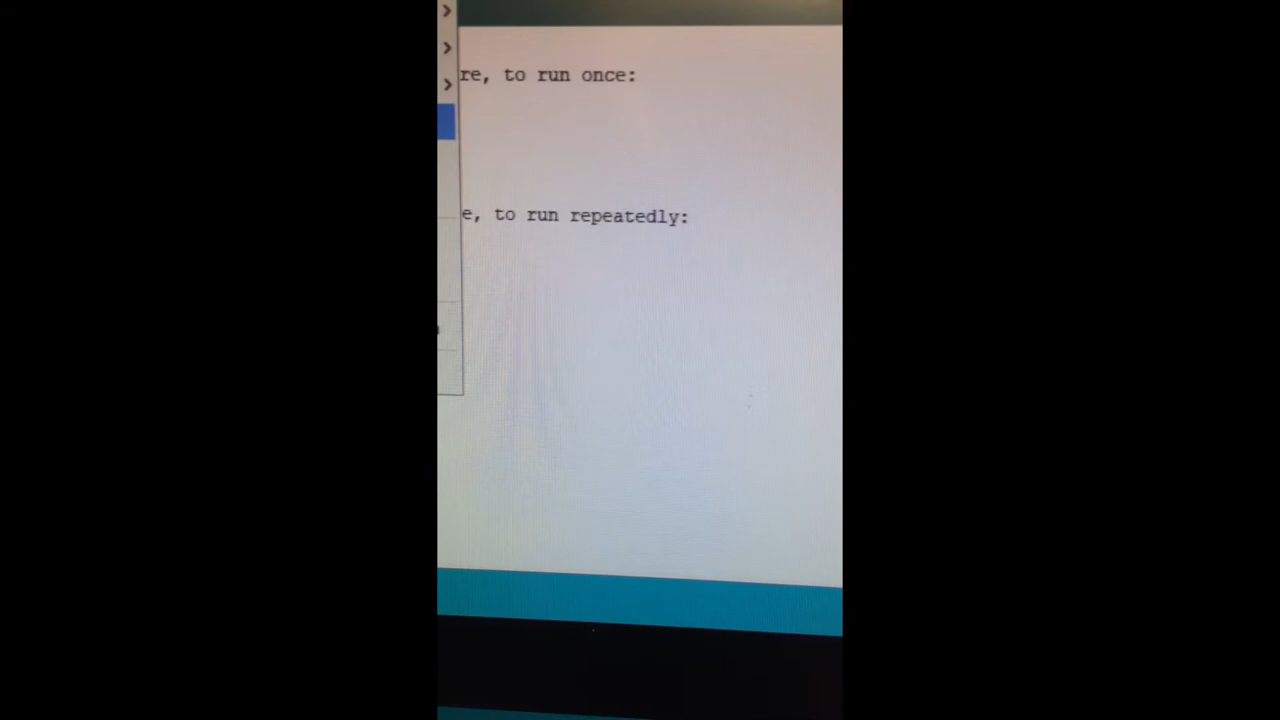 re, to run once:
e, to run repeatedly: